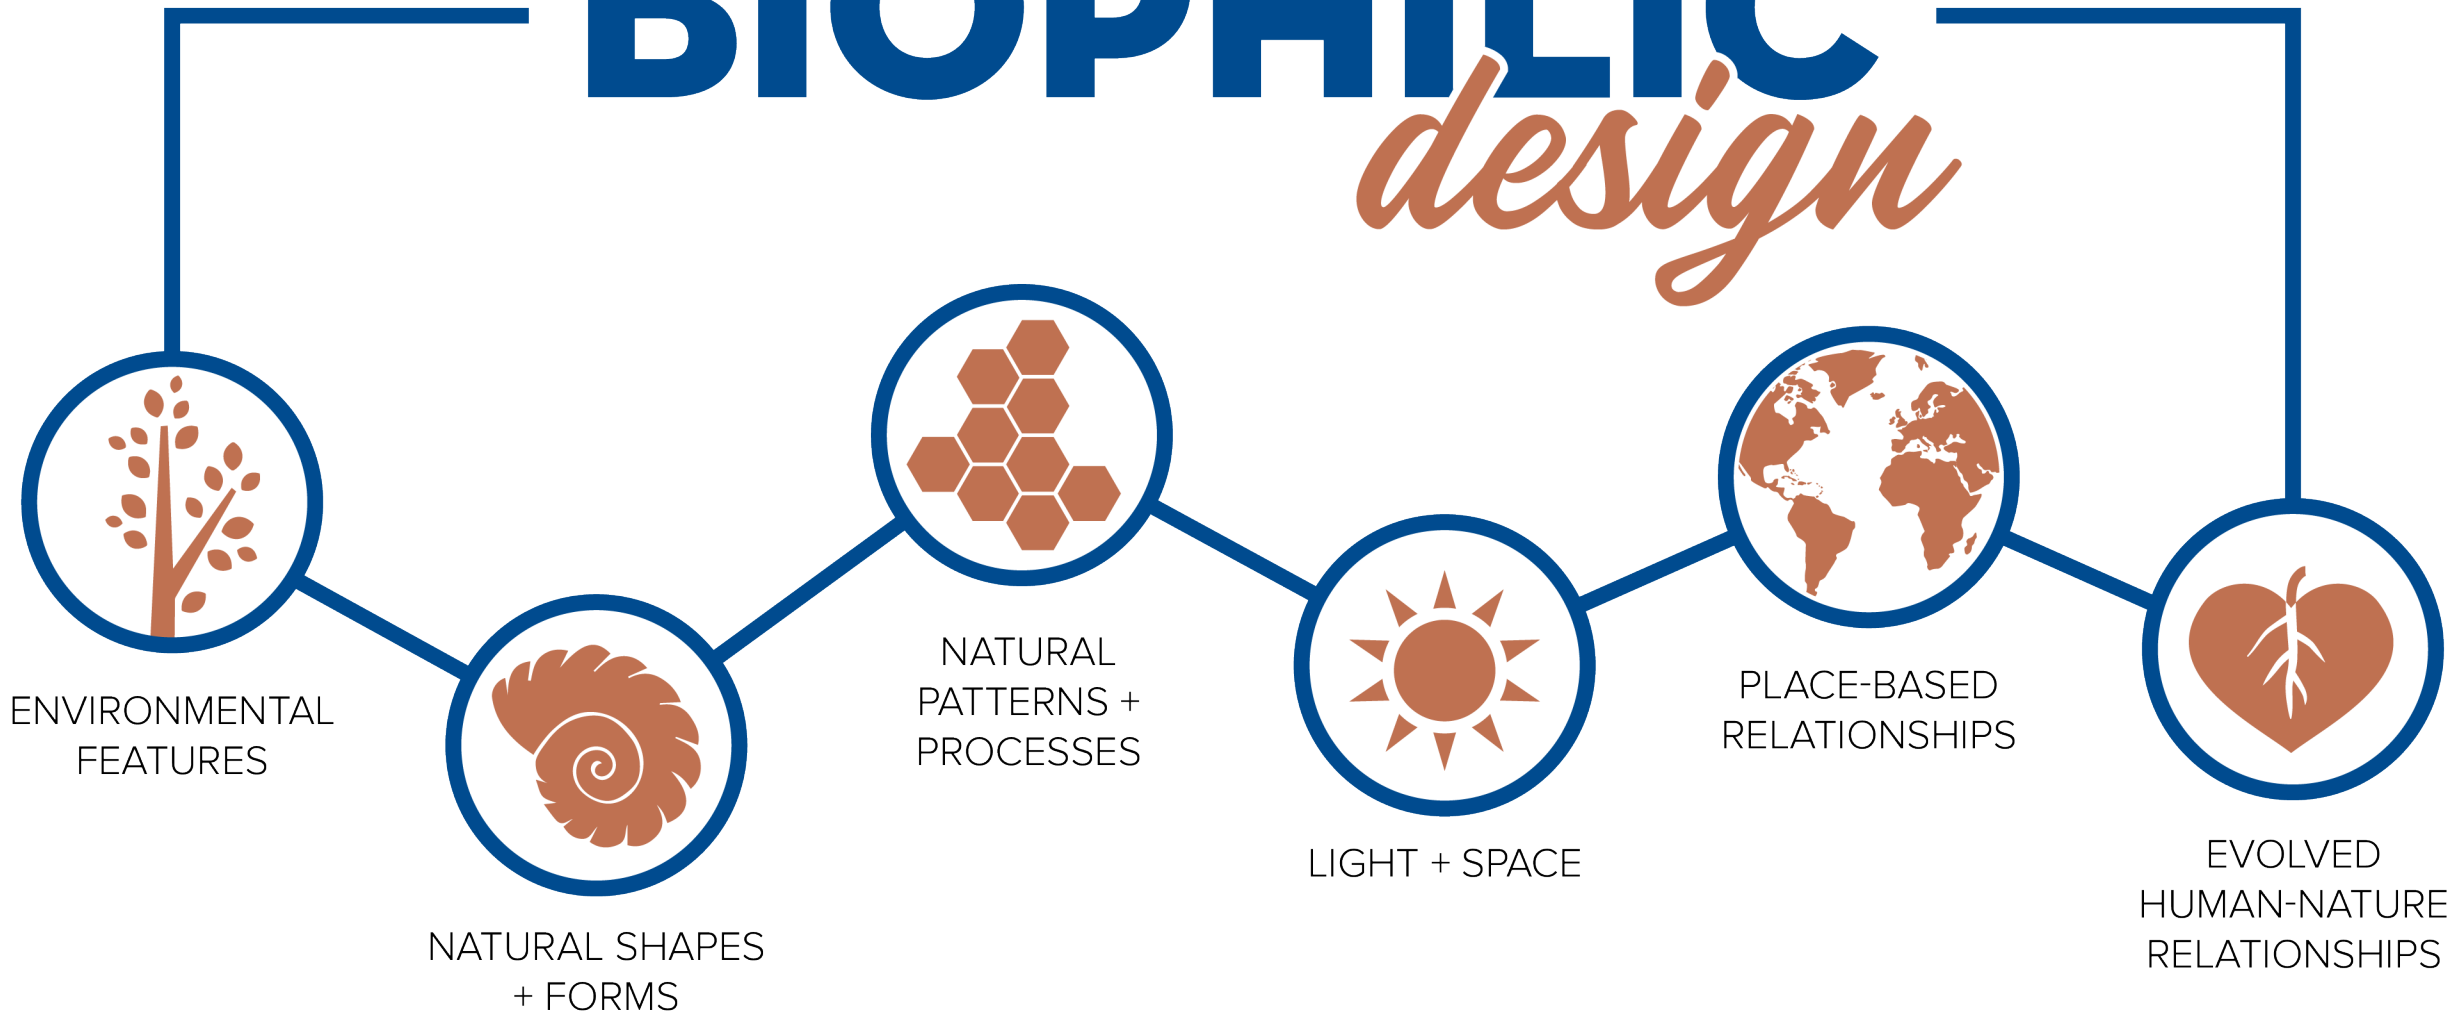 BIOPHILIC
design
ENVIRONMENTAL
FEATURES
NATURAL SHAPES
+ FORMS
NATURAL
PATTERNS +
PROCESSES
LIGHT + SPACE
PLACE-BASED
RELATIONSHIPS
EVOLVED
HUMAN-NATURE
RELATIONSHIPS